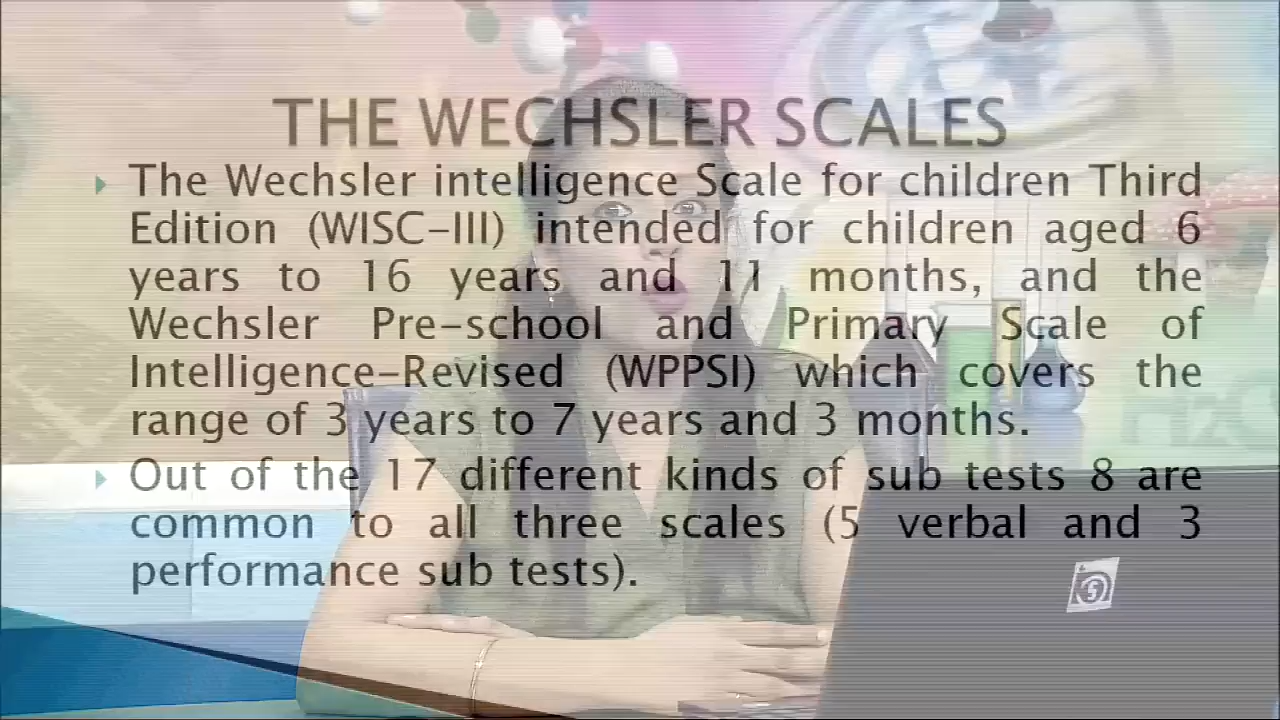 THE WECHSLER SCALES
The Wechsler intelligence Scale for children Third
Edition (WISC-III) intended for children aged 6
years to 16 years and 11 months, and the
Wechsler Pre-school and Primary Scale of
Intelligence-Revised (WPPSI) which covers the
range of 3 years to 7 years and 3 months.
Out of the 17 different kinds of sub tests 8 are
common to all three scales (5 verbal and 3
performance sub tests).